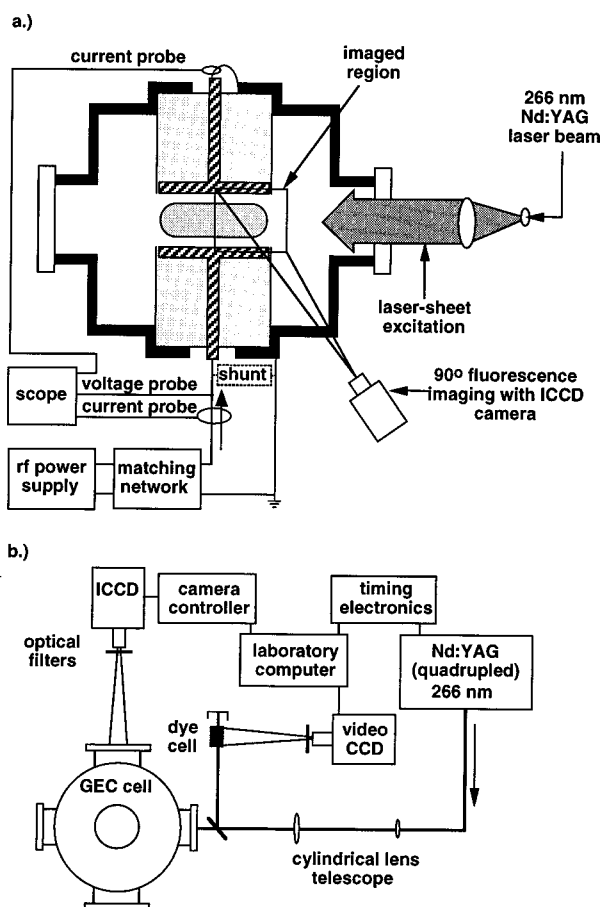 a.)
current probe
imaged
region
266 nm
Nd:YAG
laser beam
laser-sheet
excitation
90º fluorescence
imaging with ICCD
camera
shunt
scope
voltage probe
current probe
rf power
supply
matching
network
b.)
ICCD
camera
controller
timing
electronics
optical
filters
laboratory
computer
Nd:YAG
(quadrupled)
266 nm
dye
cell
video
CCD
GEC cell
cylindrical lens
telescope